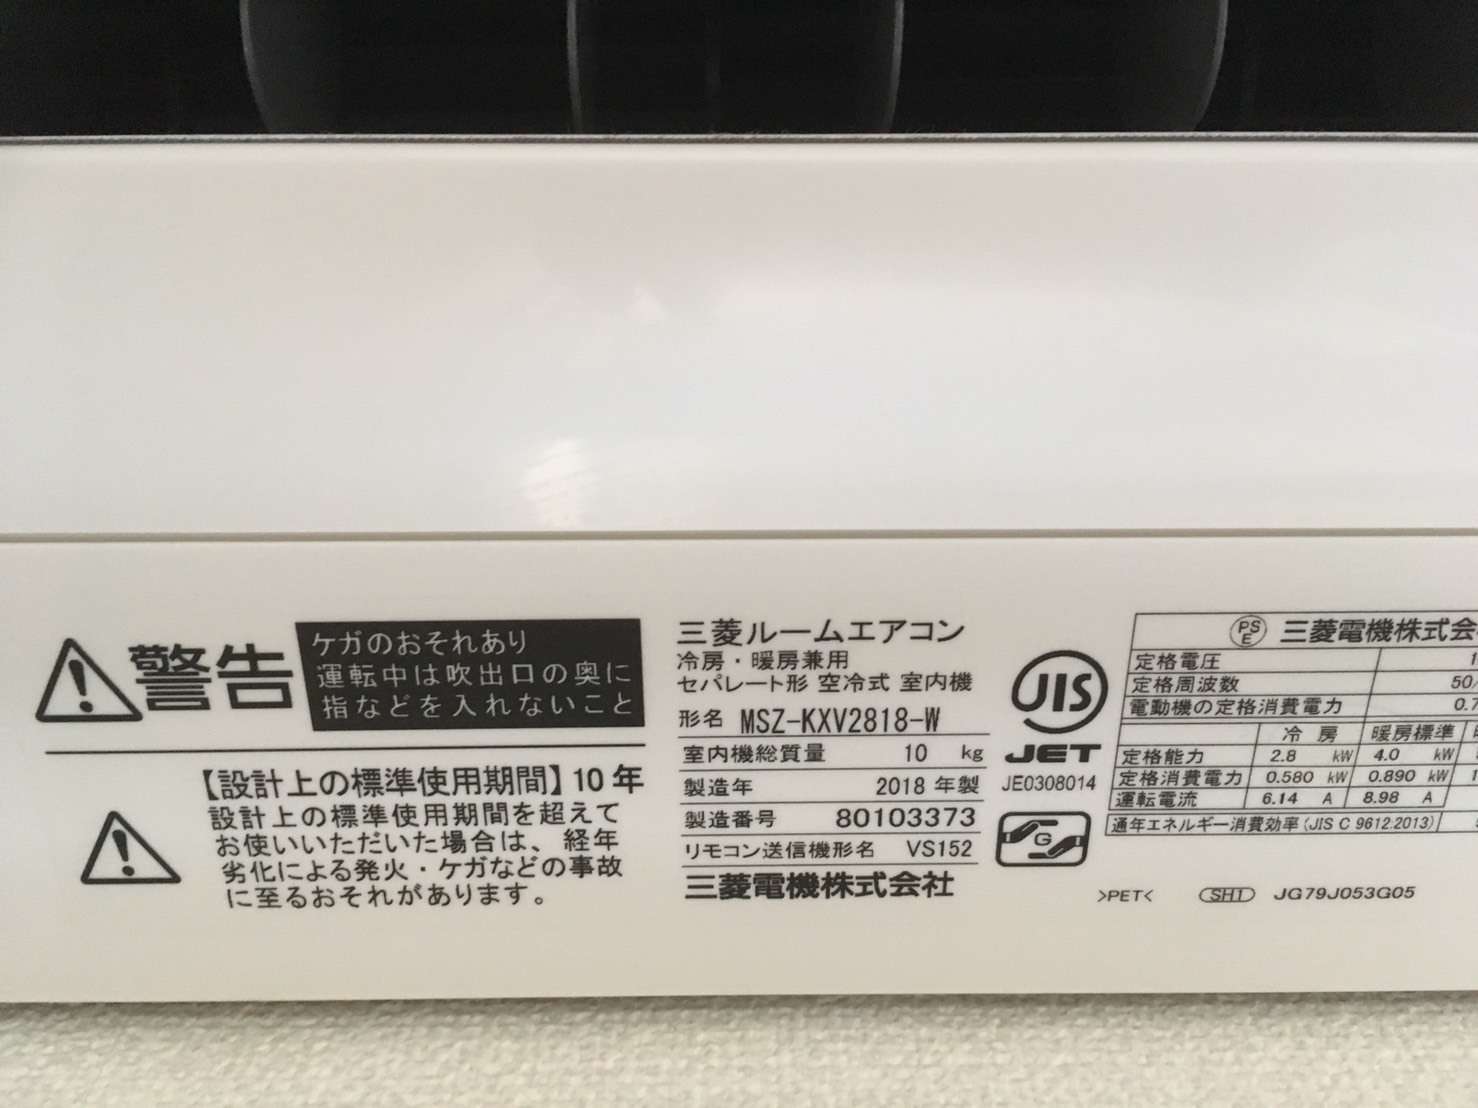 警告
ケガのおそれあり
運転中は吹出口の奥に
指などを入れないこと
【設計上の標準使用期間】10年
設計上の標準使用期間を超えて
お使いいただいた場合は、経年
劣化による発火・ケガなどの事故
に至るおそれがあります。
三菱ルームエアコン
冷房・暖房兼用
セパレート形 空冷式 室内機
形名 MSZ-KXV2818-W
室内機総質量 10 kg
製造年 2018 年製
製造番号 80103373
リモコン送信機形名 VS152
三菱電機株式会社
JIS
JET
JE0308014
G
PS E 三菱電機株式会
定格電圧 1
定格周波数 50/
電動機の定格消費電力 0.7
冷房 暖房標準
定格能力 2.8 kW 4.0 kW
定格消費電力 0.580 kW 0.890 kW 1
運転電流 6.14 A 8.98 A
通年エネルギー消費効率(JIS C 9612:2013)
>PET< SHI JG79J053G05